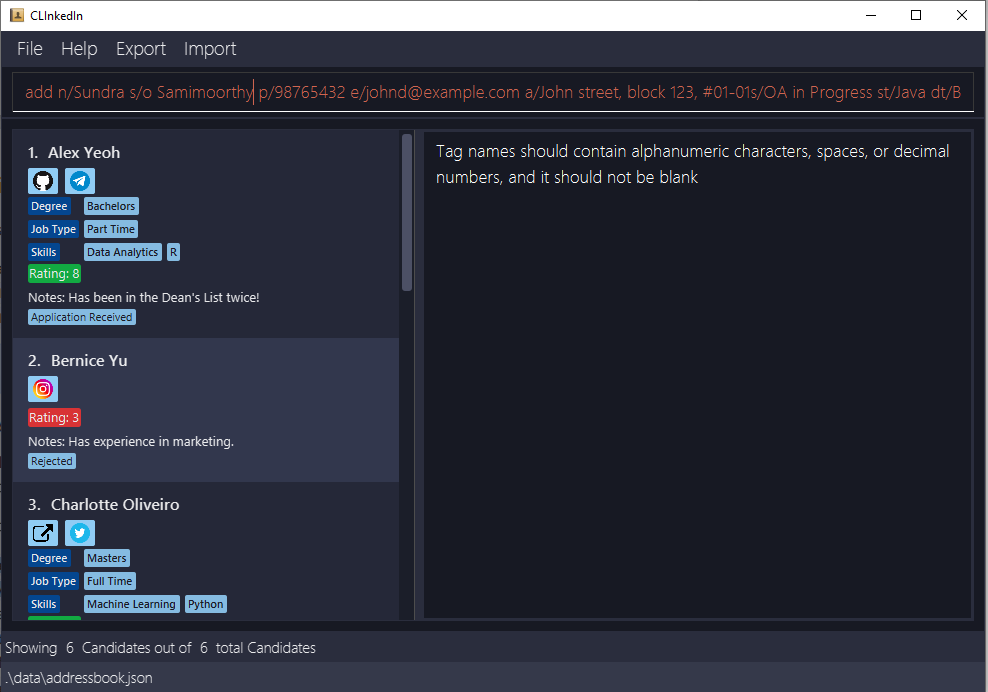 CLInkedIn
File Help Export Import
add n/Sundra s/o Samimoorthy p/98765432 e/johnd@example.com a/John street, block 123, #01-01s/OA in Progress st/Java dt/B
1. Alex Yeoh
Degree Bachelors
Job Type Part Time
Skills Data Analytics R
Rating: 8
Notes: Has been in the Dean's List twice!
Application Received
2. Bernice Yu
Rating: 3
Notes: Has experience in marketing.
Rejected
3. Charlotte Oliveiro
Degree Masters
Job Type Full Time
Skills Machine Learning Python
Tag names should contain alphanumeric characters, spaces, or decimal
numbers, and it should not be blank
Showing 6 Candidates out of 6 total Candidates
.\data\addressbook.json